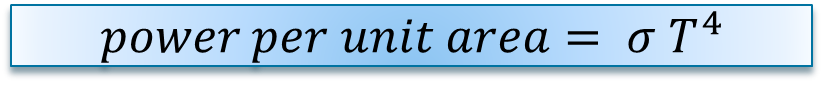 power per unit area = σ T⁴